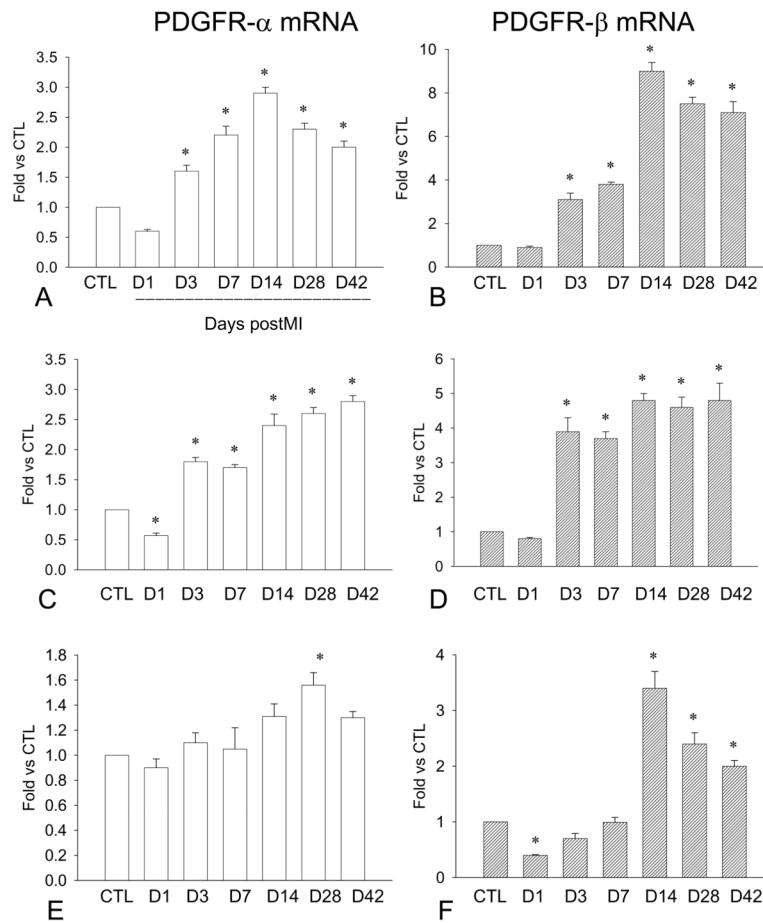 PDGFR-α mRNA
PDGFR-β mRNA
Fold vs CTL
3.5
3.0
2.5
2.0
1.5
1.0
0.5
0.0
* * * * *
CTL D1 D3 D7 D14 D28 D42
A
Days postMI
Fold vs CTL
10
8
6
4
2
0
* * * * *
CTL D1 D3 D7 D14 D28 D42
B
Fold vs CTL
3.5
3.0
2.5
2.0
1.5
1.0
0.5
0.0
* * * * * *
CTL D1 D3 D7 D14 D28 D42
C
Fold vs CTL
6
5
4
3
2
1
0
* * * * *
CTL D1 D3 D7 D14 D28 D42
D
Fold vs CTL
1.8
1.6
1.4
1.2
1.0
0.8
0.6
0.4
0.2
0.0
*
CTL D1 D3 D7 D14 D28 D42
E
Fold vs CTL
4
3
2
1
0
* * * *
CTL D1 D3 D7 D14 D28 D42
F